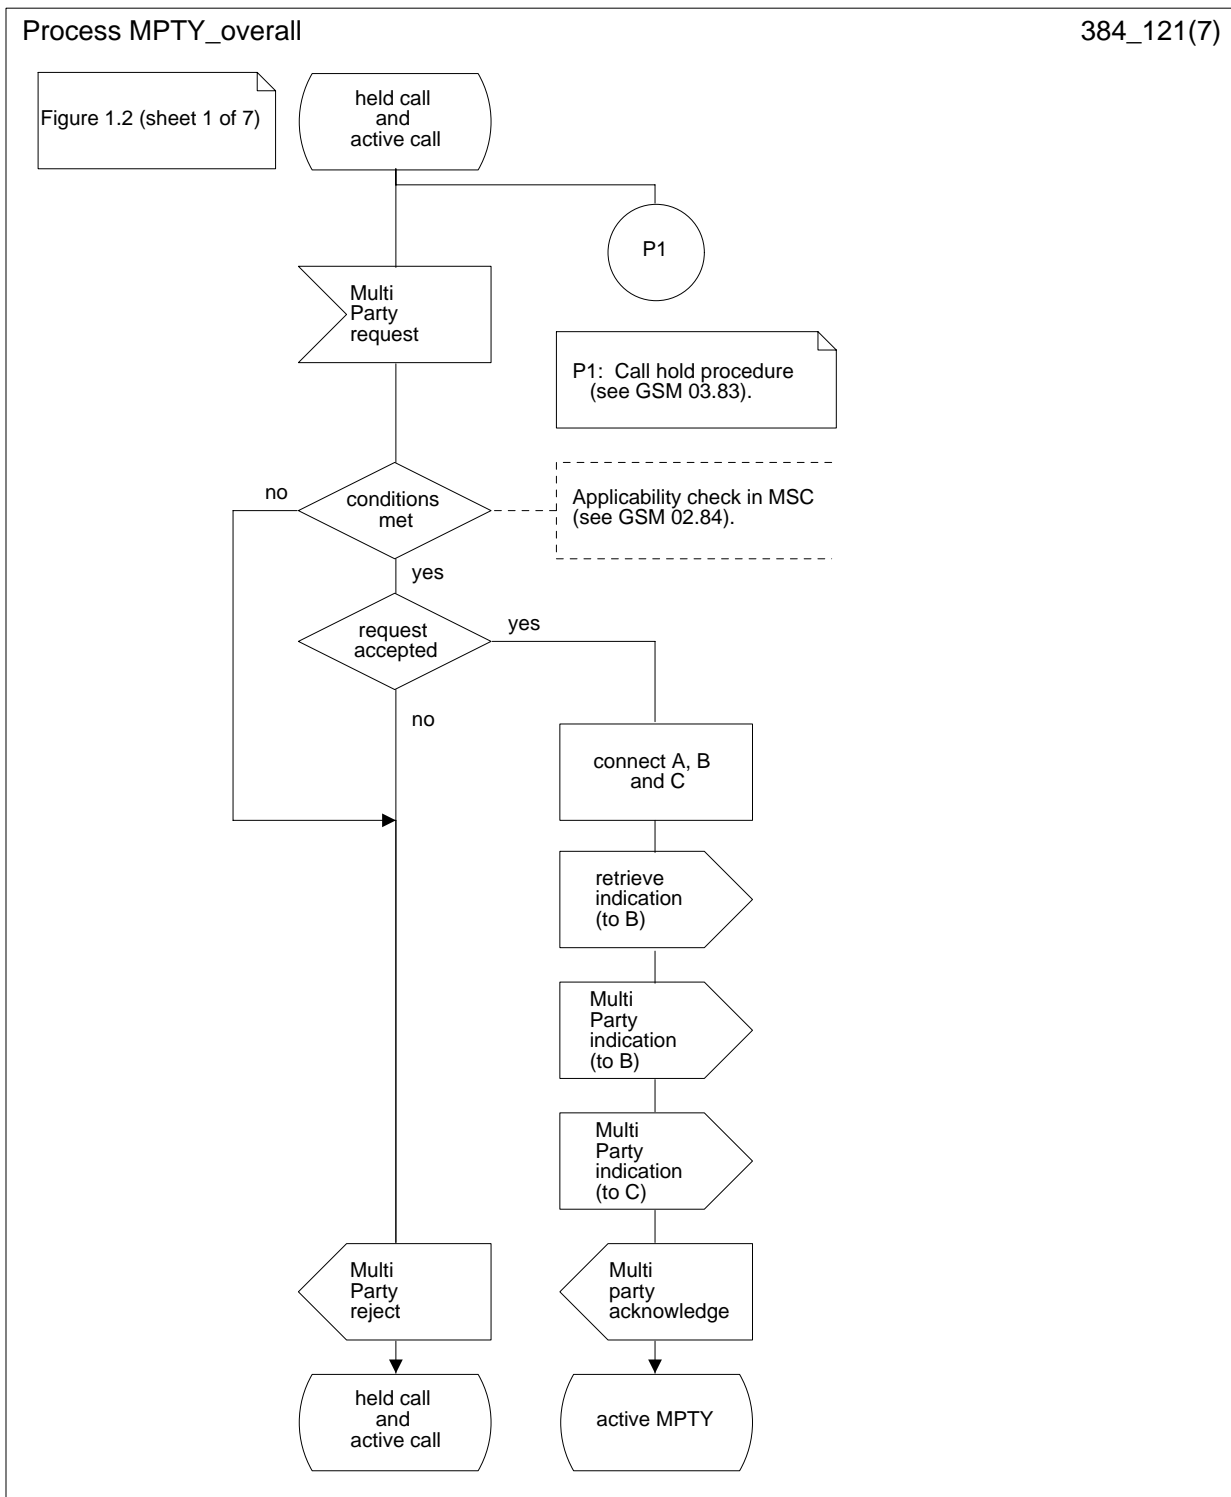 Process MPTY_overall
384_121(7)
Figure 1.2 (sheet 1 of 7)
held call
and
active call
P1
Multi
Party
request
P1: Call hold procedure
(see GSM 03.83).
no
conditions
met
Applicability check in MSC
(see GSM 02.84).
yes
request
accepted
yes
no
connect A, B
and C
retrieve
indication
(to B)
Multi
Party
indication
(to B)
Multi
Party
indication
(to C)
Multi
Party
reject
Multi
party
acknowledge
held call
and
active call
active MPTY